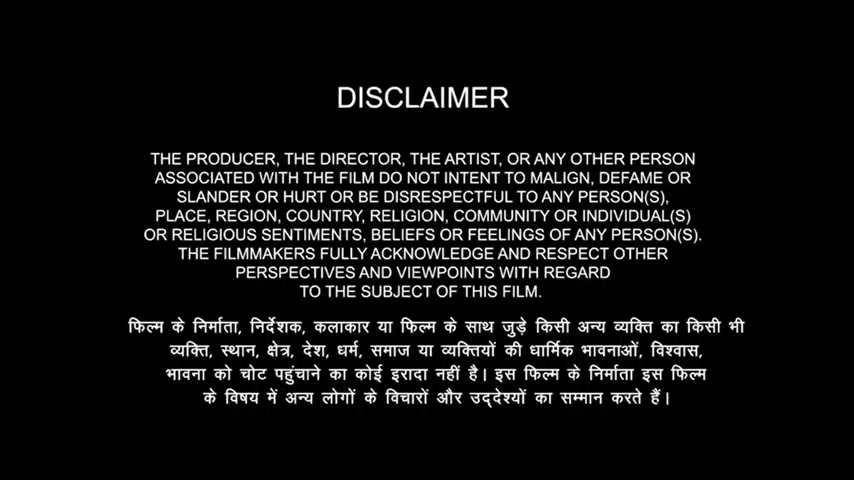 DISCLAIMER
THE PRODUCER, THE DIRECTOR, THE ARTIST, OR ANY OTHER PERSON
ASSOCIATED WITH THE FILM DO NOT INTENT TO MALIGN, DEFAME OR
SLANDER OR HURT OR BE DISRESPECTFUL TO ANY PERSON(S),
PLACE, REGION, COUNTRY, RELIGION, COMMUNITY OR INDIVIDUAL(S)
OR RELIGIOUS SENTIMENTS, BELIEFS OR FEELINGS OF ANY PERSON(S).
THE FILMMAKERS FULLY ACKNOWLEDGE AND RESPECT OTHER
PERSPECTIVES AND VIEWPOINTS WITH REGARD
TO THE SUBJECT OF THIS FILM.
फिल्म के निर्माता, निर्देशक, कलाकार या फिल्म के साथ जुड़े किसी अन्य व्यक्ति का किसी भी
व्यक्ति, स्थान, क्षेत्र, देश, धर्म, समाज या व्यक्तियों की धार्मिक भावनाओं, विश्वास,
भावना को चोट पहुंचाने का कोई इरादा नहीं है। इस फिल्म के निर्माता इस फिल्म
के विषय में अन्य लोगों के विचारों और उद्देश्यों का सम्मान करते हैं।